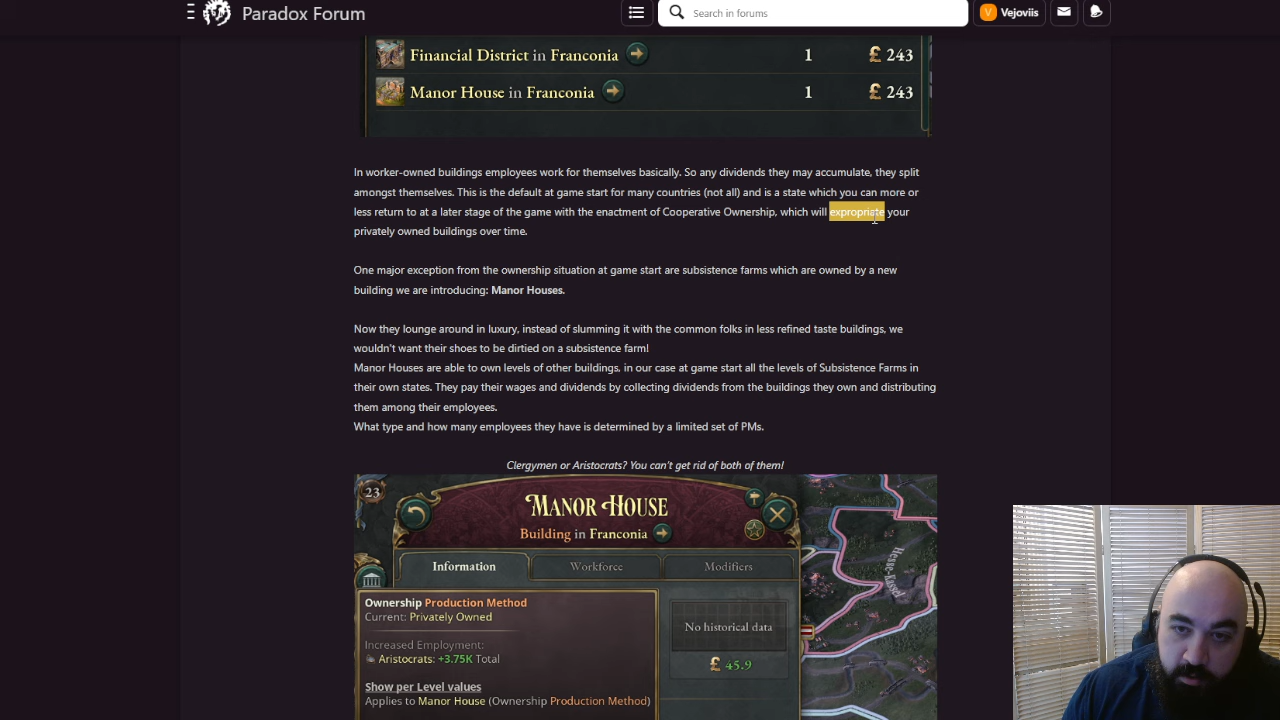 Paradox Forum
Search in forums
V Vejoviis
Financial District in Franconia 1 £ 243
Manor House in Franconia 1 £ 243
In worker-owned buildings employees work for themselves basically. So any dividends they may accumulate, they split
amongst themselves. This is the default at game start for many countries (not all) and is a state which you can more or
less return to at a later stage of the game with the enactment of Cooperative Ownership, which will expropriate your
privately owned buildings over time.
One major exception from the ownership situation at game start are subsistence farms which are owned by a new
building we are introducing: Manor Houses.
Now they lounge around in luxury, instead of slumming it with the common folks in less refined taste buildings, we
wouldn't want their shoes to be dirtied on a subsistence farm!
Manor Houses are able to own levels of other buildings, in our case at game start all the levels of Subsistence Farms in
their own states. They pay their wages and dividends by collecting dividends from the buildings they own and distributing
them among their employees.
What type and how many employees they have is determined by a limited set of PMs.
Clergymen or Aristocrats? You can't get rid of both of them!
23
MANOR HOUSE
Building in Franconia
Information Workforce Modifiers
Ownership Production Method
Current: Privately Owned
Increased Employment:
Aristocrats: +3.75K Total
Show per Level values
Applies to Manor House (Ownership Production Method)
No historical data
£ 45.9
Hesse-Kassel